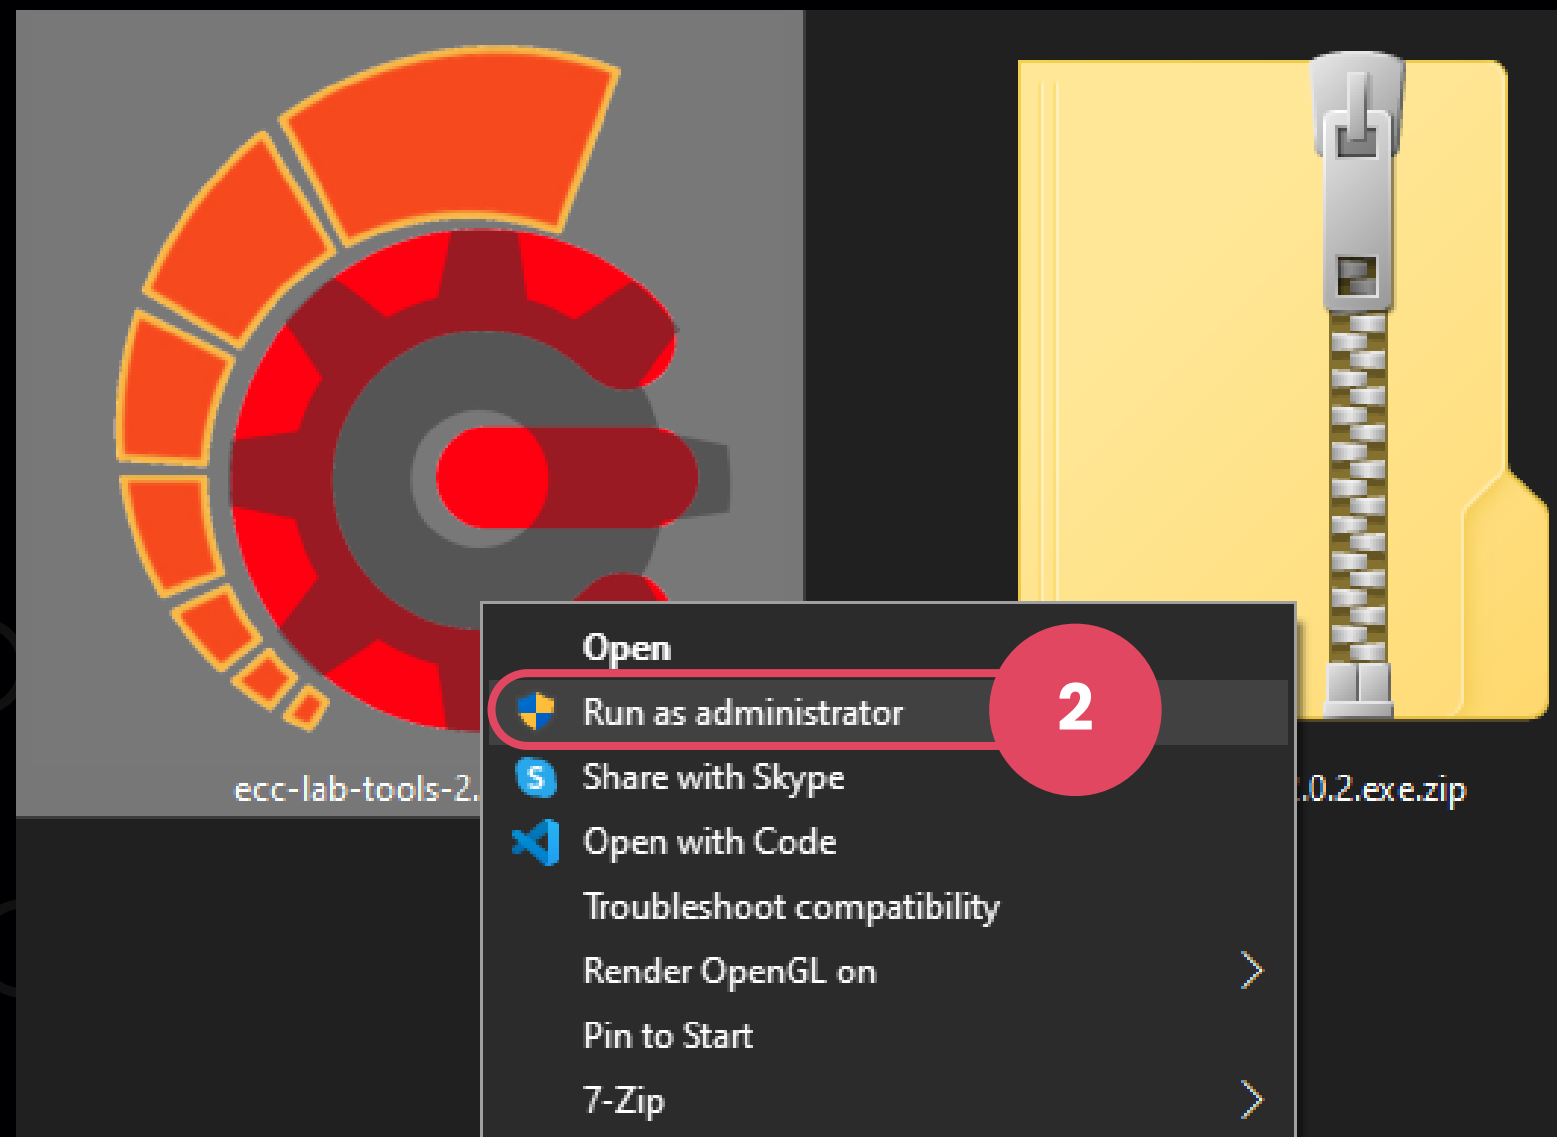 Open
Run as administrator
2
S
Share with Skype
Open with Code
Troubleshoot compatibility
Render OpenGL on
Pin to Start
7-Zip
ecc-lab-tools-2.
.0.2.exe.zip